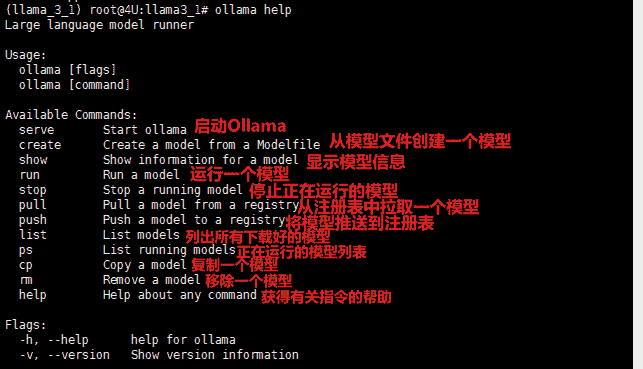 (llama_3_1) root@4U:llama3_1# ollama help
Large language model runner
Usage:
ollama [flags]
ollama [command]
Available Commands:
serve Start ollama 启动Ollama
create Create a model from a Modelfile 从模型文件创建一个模型
show Show information for a model 显示模型信息
run Run a model 运行一个模型
stop Stop a running model 停止正在运行的模型
pull Pull a model from a registry 从注册表中拉取一个模型
push Push a model to a registry 将模型推送到注册表
list List models 列出所有下载好的模型
ps List running models 正在运行的模型列表
cp Copy a model 复制一个模型
rm Remove a model 移除一个模型
help Help about any command 获得有关指令的帮助
Flags:
-h, --help help for ollama
-v, --version Show version information